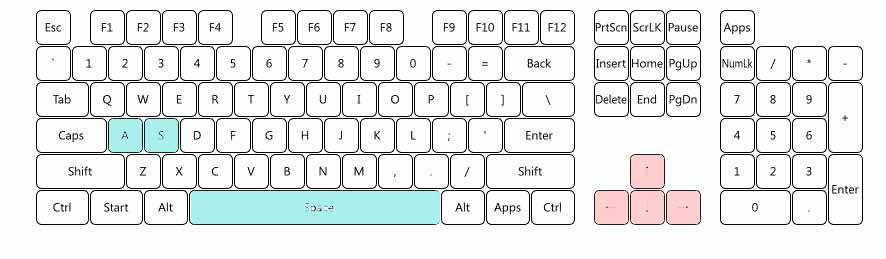 Esc F1 F2 F3 F4 F5 F6 F7 F8 F9 F10 F11 F12 PrtScn ScrLK Pause Apps
` 1 2 3 4 5 6 7 8 9 0 - = Back Insert Home PgUp NumLk / * -
Tab Q W E R T Y U I O P [ ] \ Delete End PgDn 7 8 9 +
Caps A S D F G H J K L ; ' Enter 4 5 6
Shift Z X C V B N M , . / Shift ↑ 1 2 3 Enter
Ctrl Start Alt Space Alt Apps Ctrl ← ↓ → 0 .